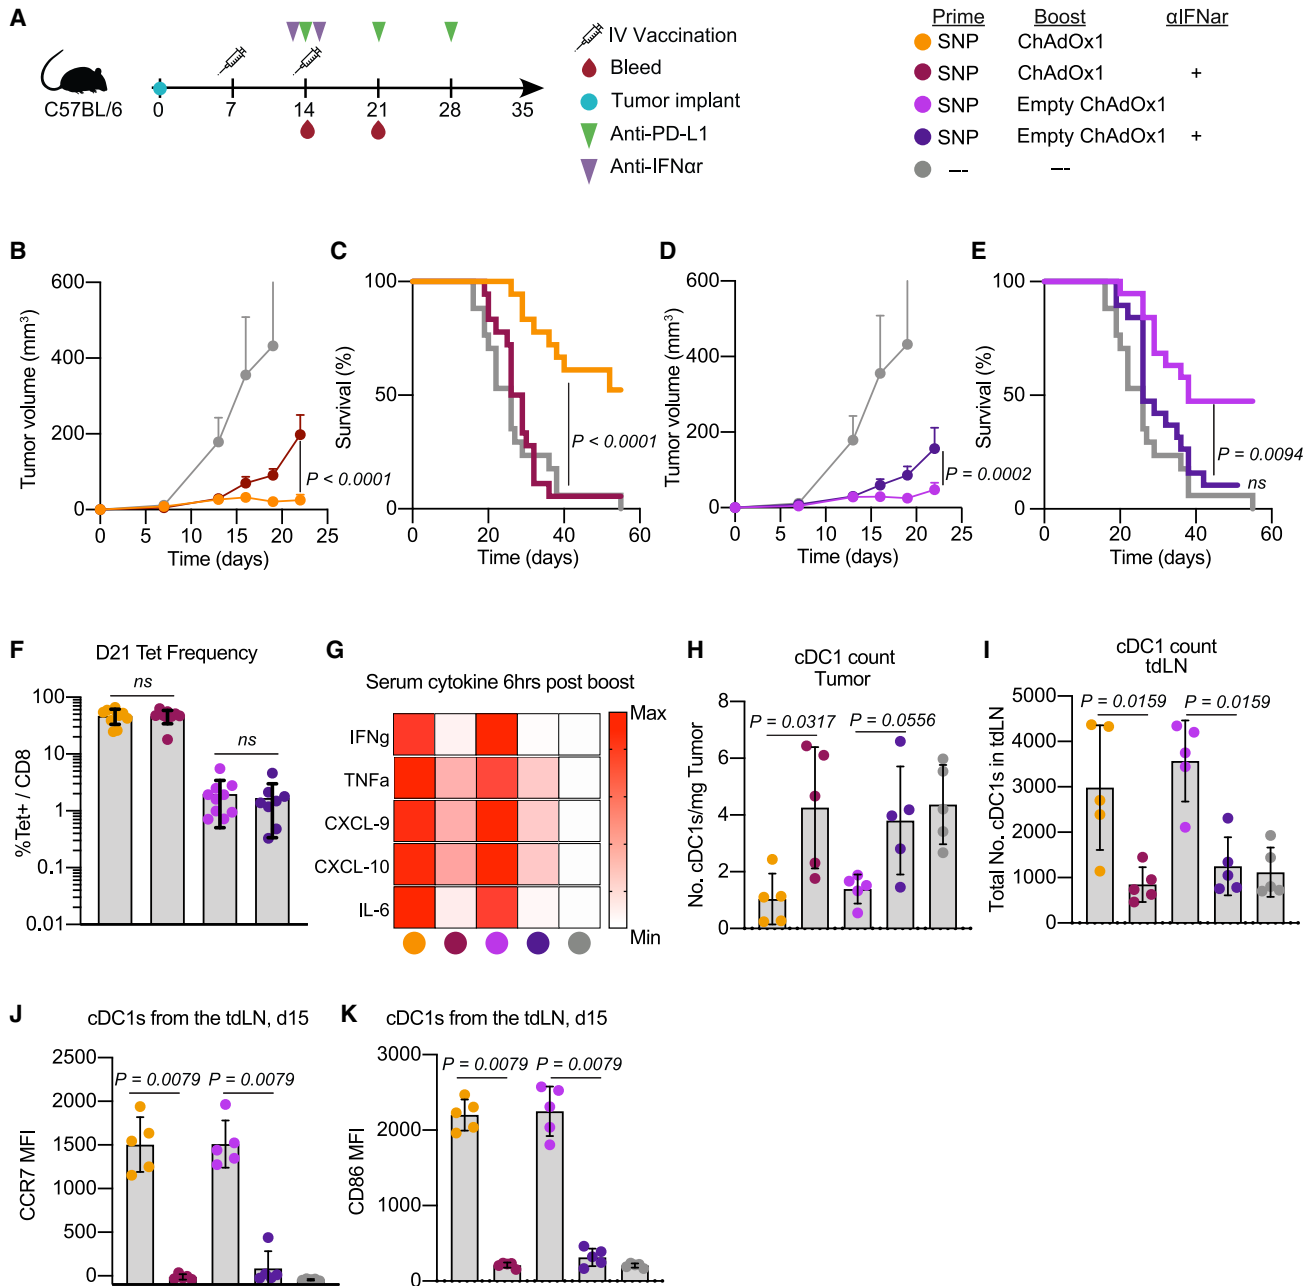 A
C57BL/6
0 7 14 21 28 35
IV Vaccination
Bleed
Tumor implant
Anti-PD-L1
Anti-IFNαr
Prime Boost αIFNar
SNP ChAdOx1
SNP ChAdOx1 +
SNP Empty ChAdOx1
SNP Empty ChAdOx1 +
--- ---
B
Tumor volume (mm³)
600
400
200
0
0 5 10 15 20 25
Time (days)
P < 0.0001
C
Survival (%)
100
50
0
0 20 40 60
Time (days)
P < 0.0001
D
Tumor volume (mm³)
600
400
200
0
0 5 10 15 20 25
Time (days)
P = 0.0002
E
Survival (%)
100
50
0
0 20 40 60
Time (days)
P = 0.0094
ns
F
D21 Tet Frequency
%Tet+ / CD8
100
10
1
0.1
0.01
ns
ns
G
Serum cytokine 6hrs post boost
IFNg
TNFa
CXCL-9
CXCL-10
IL-6
Max
Min
H
cDC1 count
Tumor
No. cDC1s/mg Tumor
8
6
4
2
0
P = 0.0317
P = 0.0556
I
cDC1 count
tdLN
Total No. cDC1s in tdLN
5000
4000
3000
2000
1000
0
P = 0.0159
P = 0.0159
J
cDC1s from the tdLN, d15
CCR7 MFI
2500
2000
1500
1000
500
0
P = 0.0079
P = 0.0079
K
cDC1s from the tdLN, d15
CD86 MFI
3000
2000
1000
0
P = 0.0079
P = 0.0079